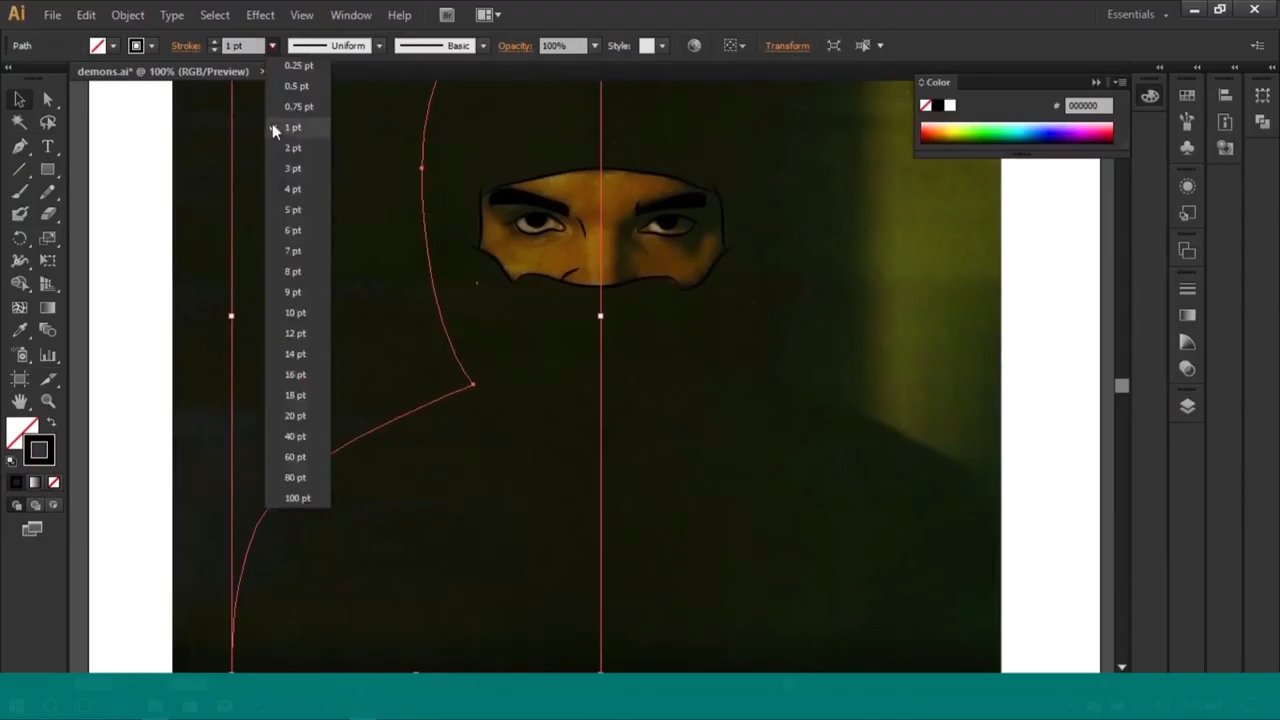 Ai File Edit Object Type Select Effect View Window Help Br Essentials
Path Stroke: 1 pt Uniform Basic Opacity: 100% Style: Transform
demons.ai* @ 100% (RGB/Preview)
Color
# 000000
0.25 pt
0.5 pt
0.75 pt
1 pt
2 pt
3 pt
4 pt
5 pt
6 pt
7 pt
8 pt
9 pt
10 pt
12 pt
14 pt
16 pt
18 pt
20 pt
40 pt
60 pt
80 pt
100 pt